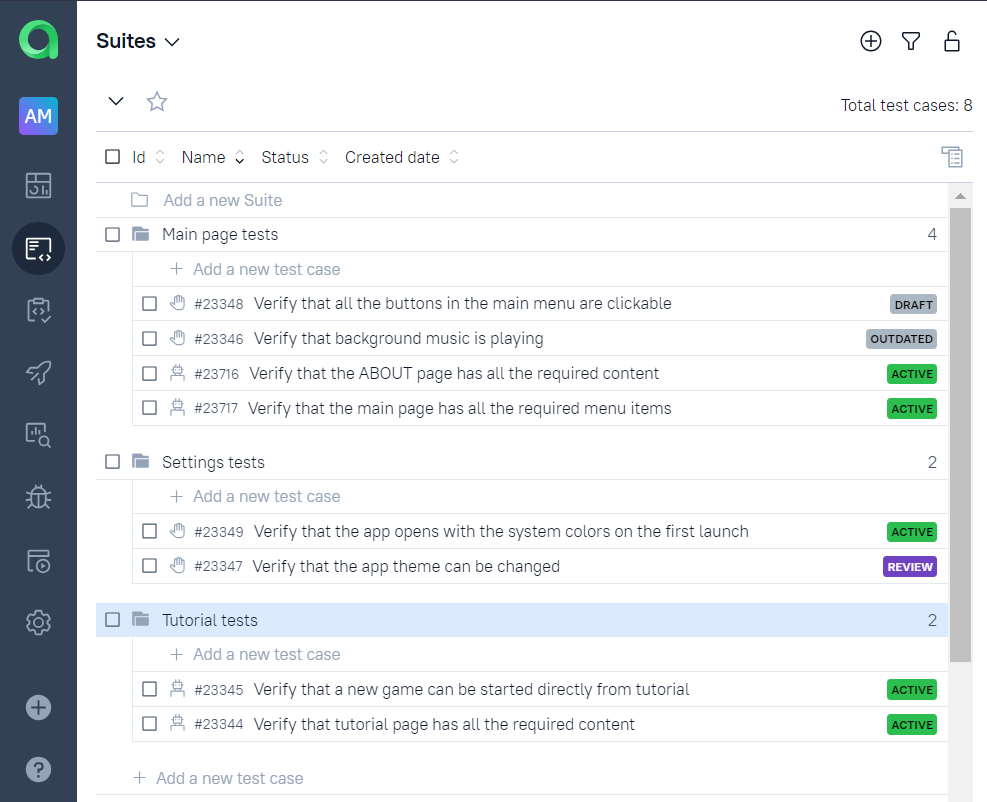 Suites
AM
Total test cases: 8
Id Name Status Created date
Add a new Suite
Main page tests 4
+ Add a new test case
#23348 Verify that all the buttons in the main menu are clickable DRAFT
#23346 Verify that background music is playing OUTDATED
#23716 Verify that the ABOUT page has all the required content ACTIVE
#23717 Verify that the main page has all the required menu items ACTIVE
Settings tests 2
+ Add a new test case
#23349 Verify that the app opens with the system colors on the first launch ACTIVE
#23347 Verify that the app theme can be changed REVIEW
Tutorial tests 2
+ Add a new test case
#23345 Verify that a new game can be started directly from tutorial ACTIVE
#23344 Verify that tutorial page has all the required content ACTIVE
+ Add a new test case